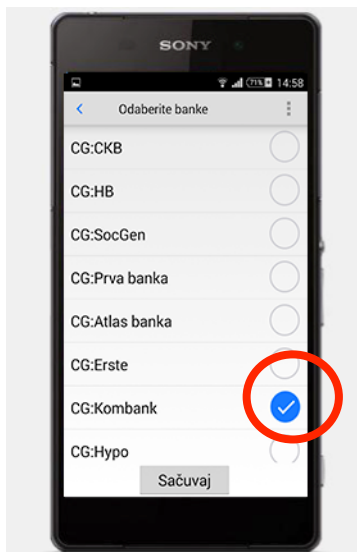 SONY
71% 14:58
Odaberite banke
CG:CKB
CG:HB
CG:SocGen
CG:Prva banka
CG:Atlas banka
CG:Erste
CG:Kombank
CG:Hypo
Sačuvaj